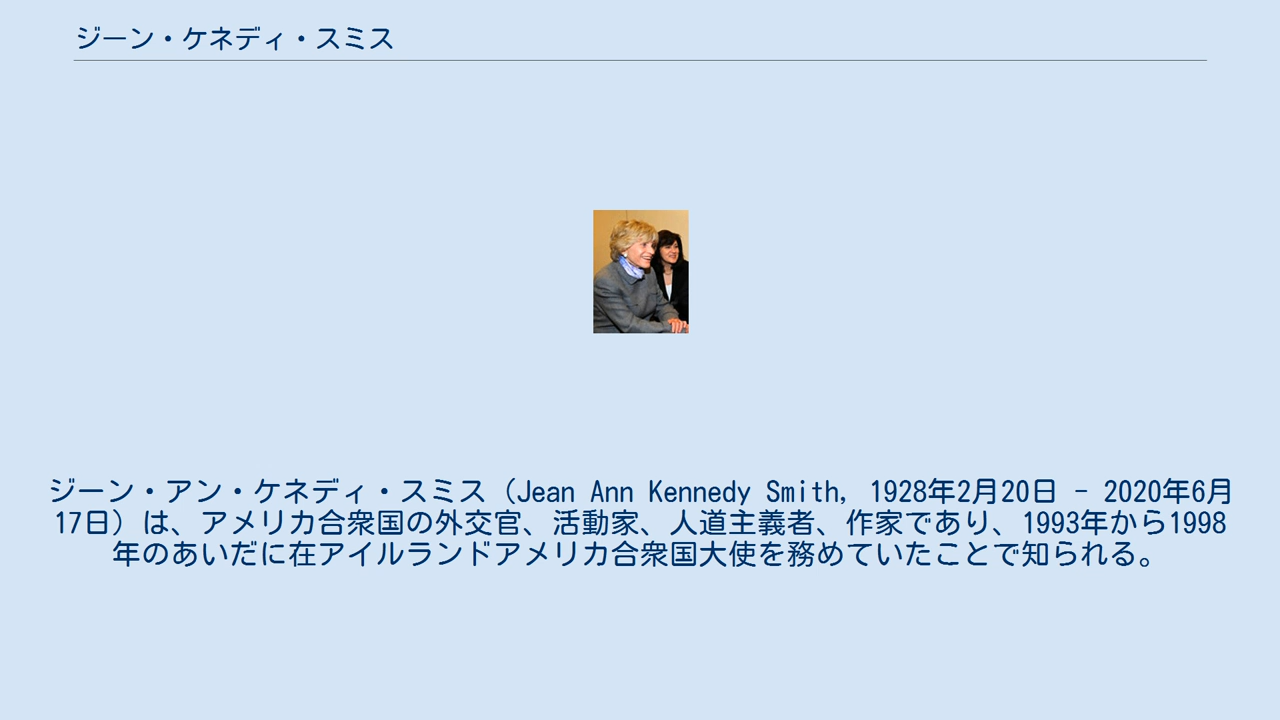 ジーン・ケネディ・スミス
ジーン・アン・ケネディ・スミス（Jean Ann Kennedy Smith, 1928年2月20日 - 2020年6月
17日）は、アメリカ合衆国の外交官、活動家、人道主義者、作家であり、1993年から1998
年のあいだに在アイルランドアメリカ合衆国大使を務めていたことで知られる。